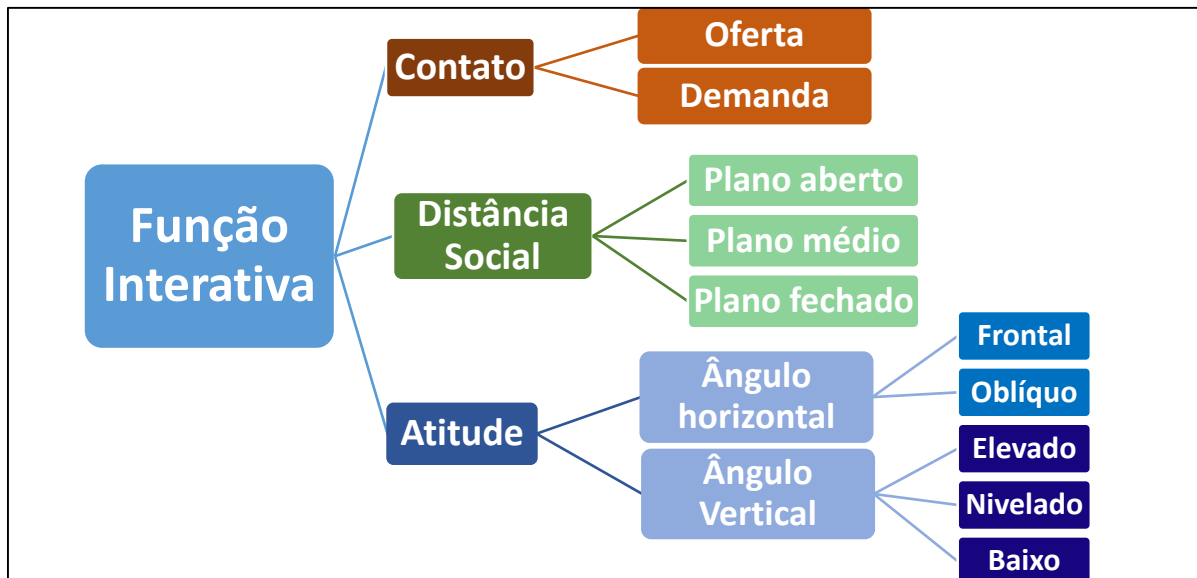 Função
Interativa
Contato
Oferta
Demanda
Distância
Social
Plano aberto
Plano médio
Plano fechado
Atitude
Ângulo
horizontal
Frontal
Oblíquo
Ângulo
Vertical
Elevado
Nivelado
Baixo